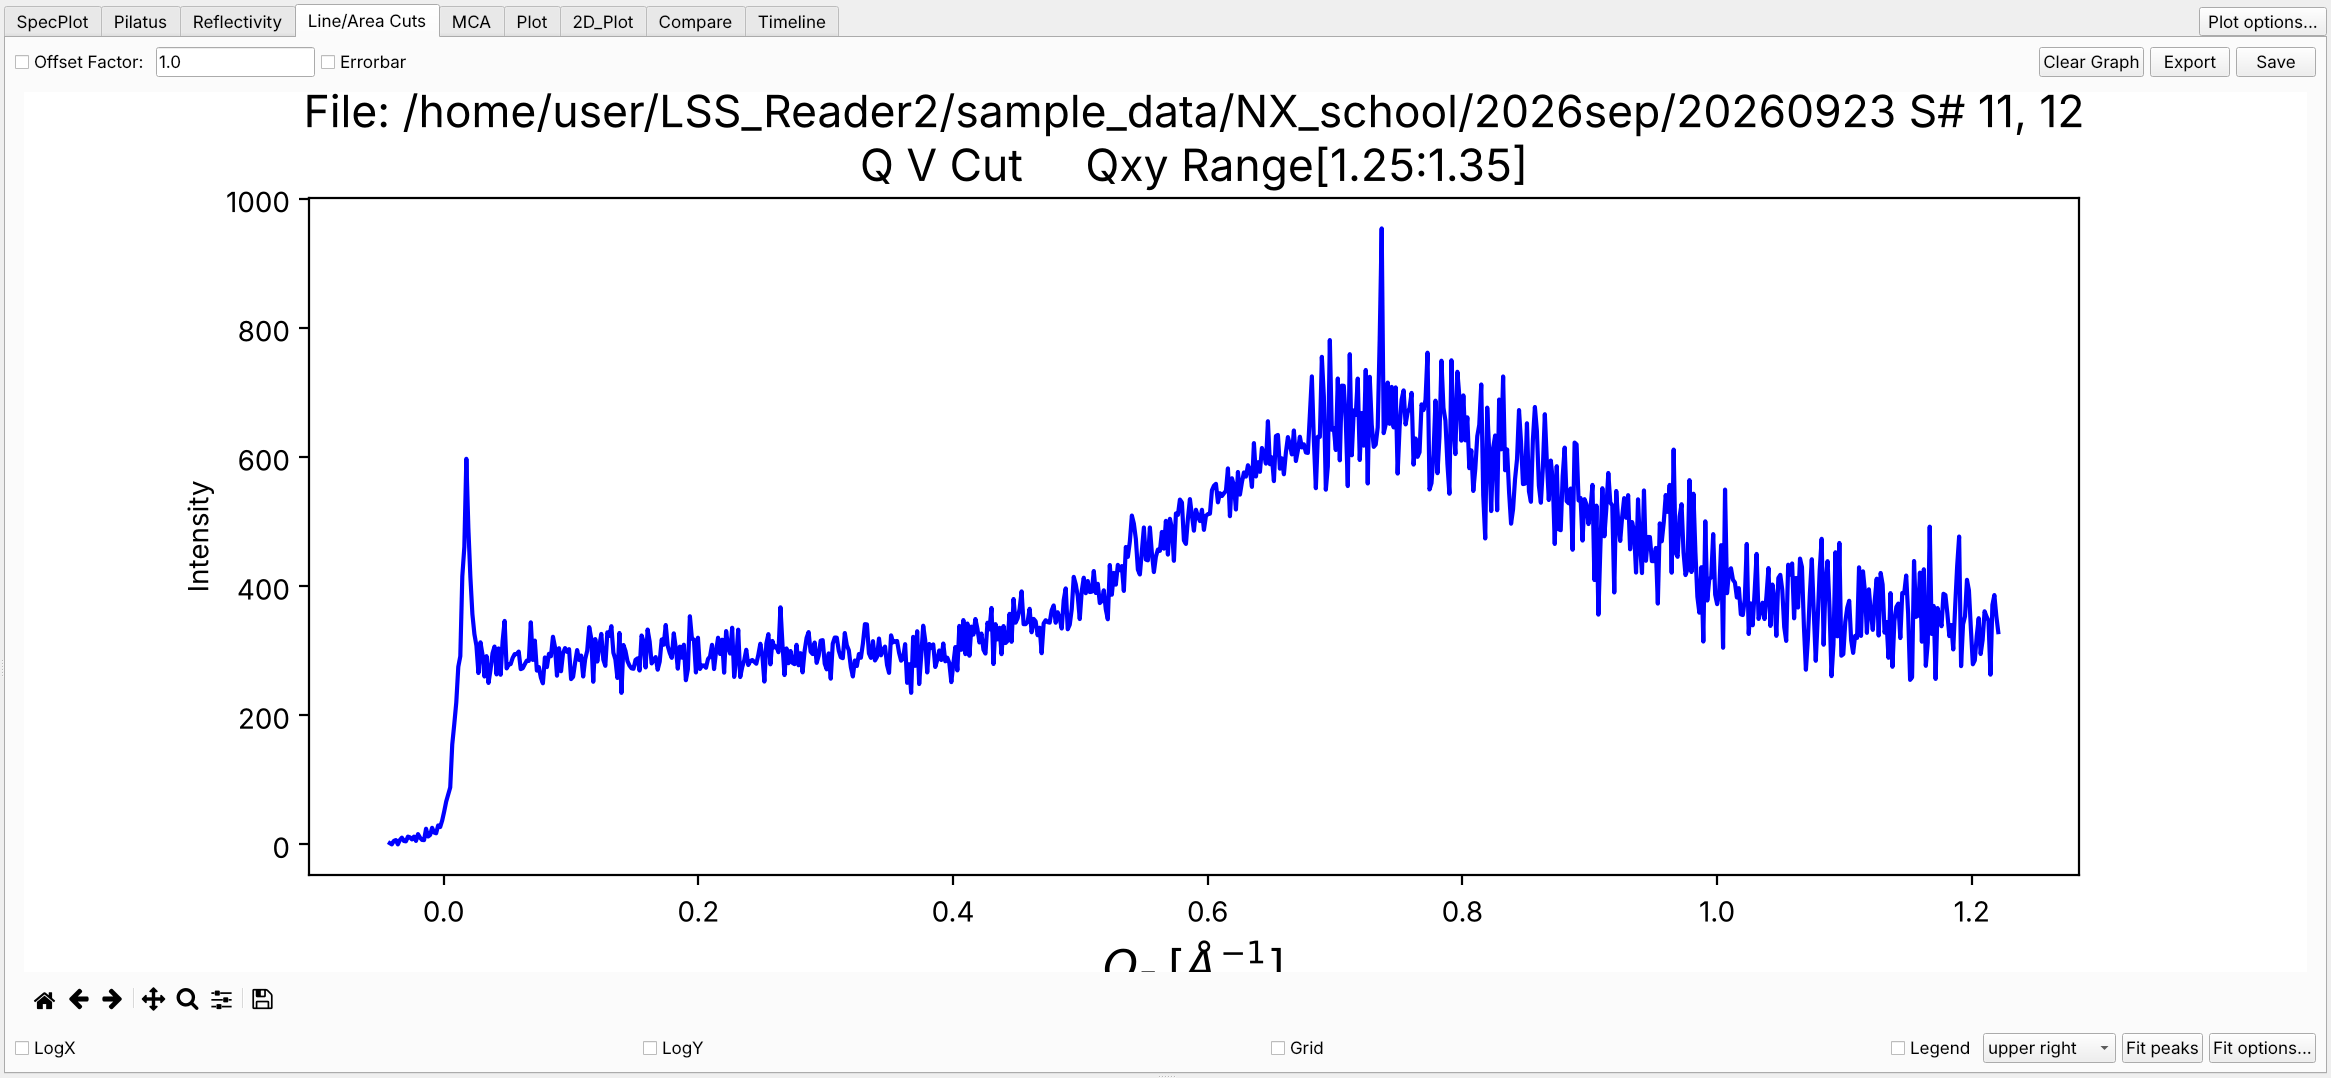 SpecPlot Pilatus Reflectivity Line/Area Cuts MCA Plot 2D_Plot Compare Timeline Plot options...
Offset Factor: 1.0 Errorbar Clear Graph Export Save
File: /home/user/LSS_Reader2/sample_data/NX_school/2026sep/20260923 S# 11, 12
Q V Cut Qxy Range[1.25:1.35]
1000
800
600
400
200
0
Intensity
0.0 0.2 0.4 0.6 0.8 1.0 1.2
[Å⁻¹]
LogX LogY Grid Legend upper right Fit peaks Fit options...